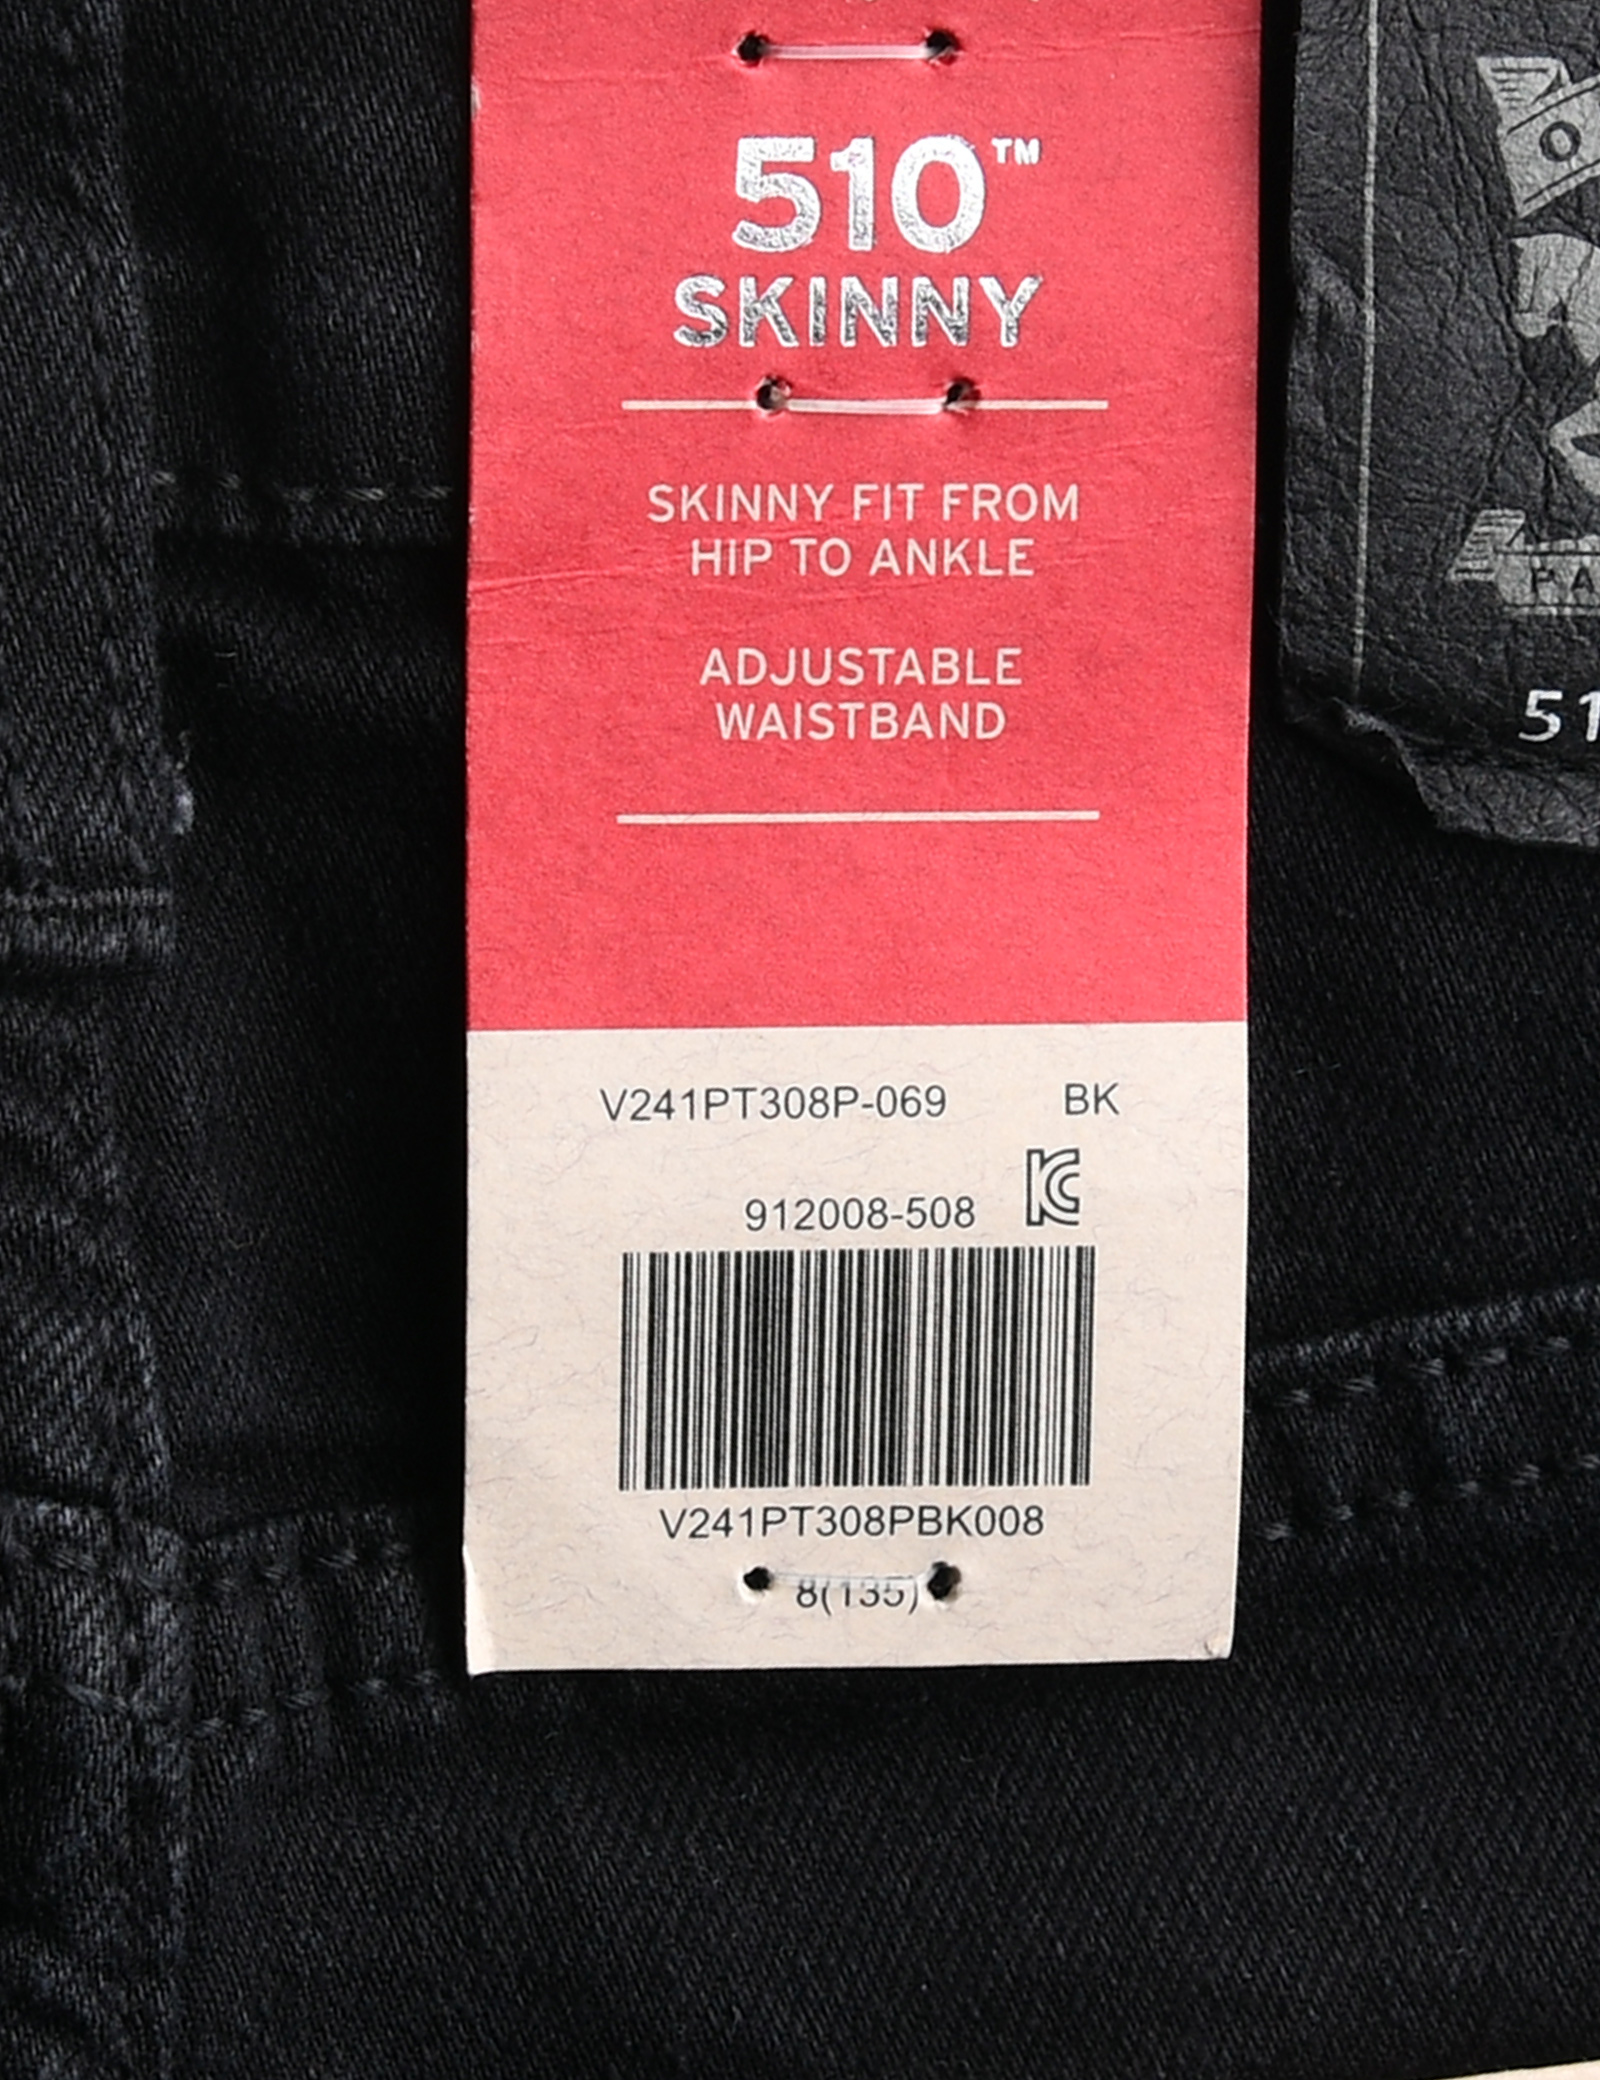 510™
SKINNY
SKINNY FIT FROM
HIP TO ANKLE
ADJUSTABLE
WAISTBAND
V241PT308P-069 BK
912008-508
V241PT308PBK008
8(135)
O
PA
51